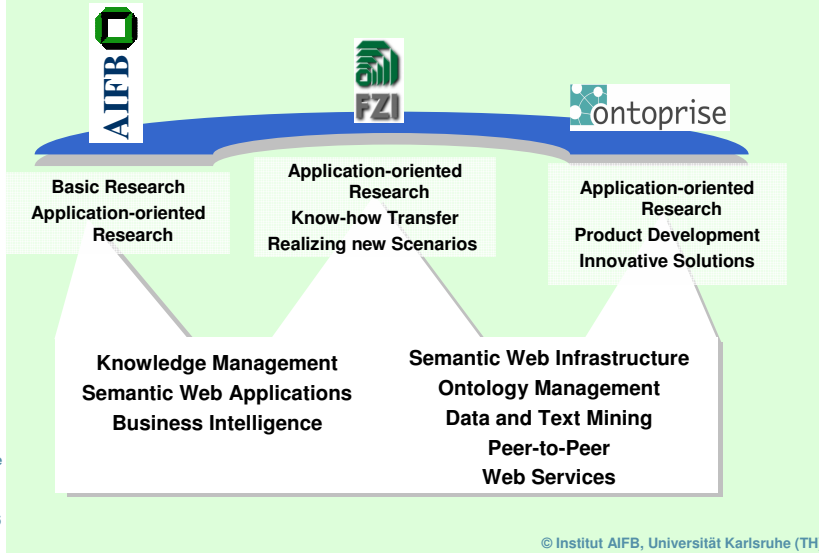 AIFB
FZI
ontoprise
Basic Research
Application-oriented
Research
Application-oriented
Research
Know-how Transfer
Realizing new Scenarios
Application-oriented
Research
Product Development
Innovative Solutions
Knowledge Management
Semantic Web Applications
Business Intelligence
Semantic Web Infrastructure
Ontology Management
Data and Text Mining
Peer-to-Peer
Web Services
© Institut AIFB, Universität Karlsruhe (TH